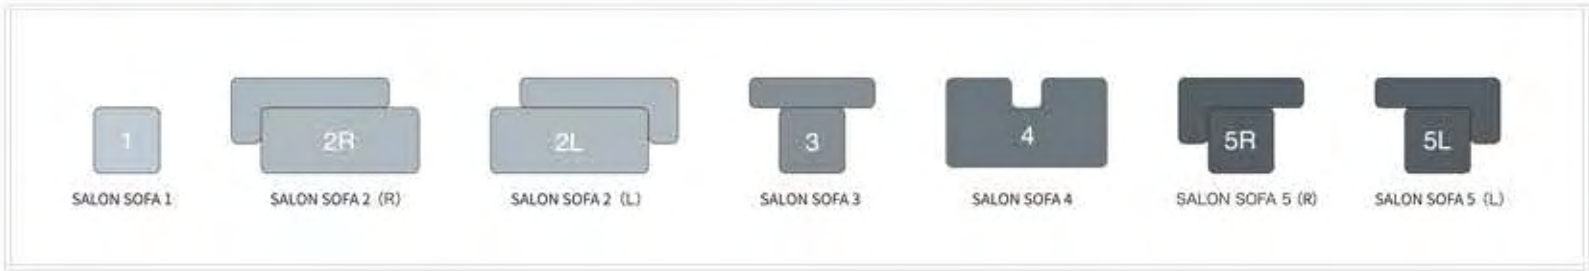 1
2R
2L
3
4
5R
5L
SALON SOFA 1
SALON SOFA 2 (R)
SALON SOFA 2 (L)
SALON SOFA 3
SALON SOFA 4
SALON SOFA 5 (R)
SALON SOFA 5 (L)